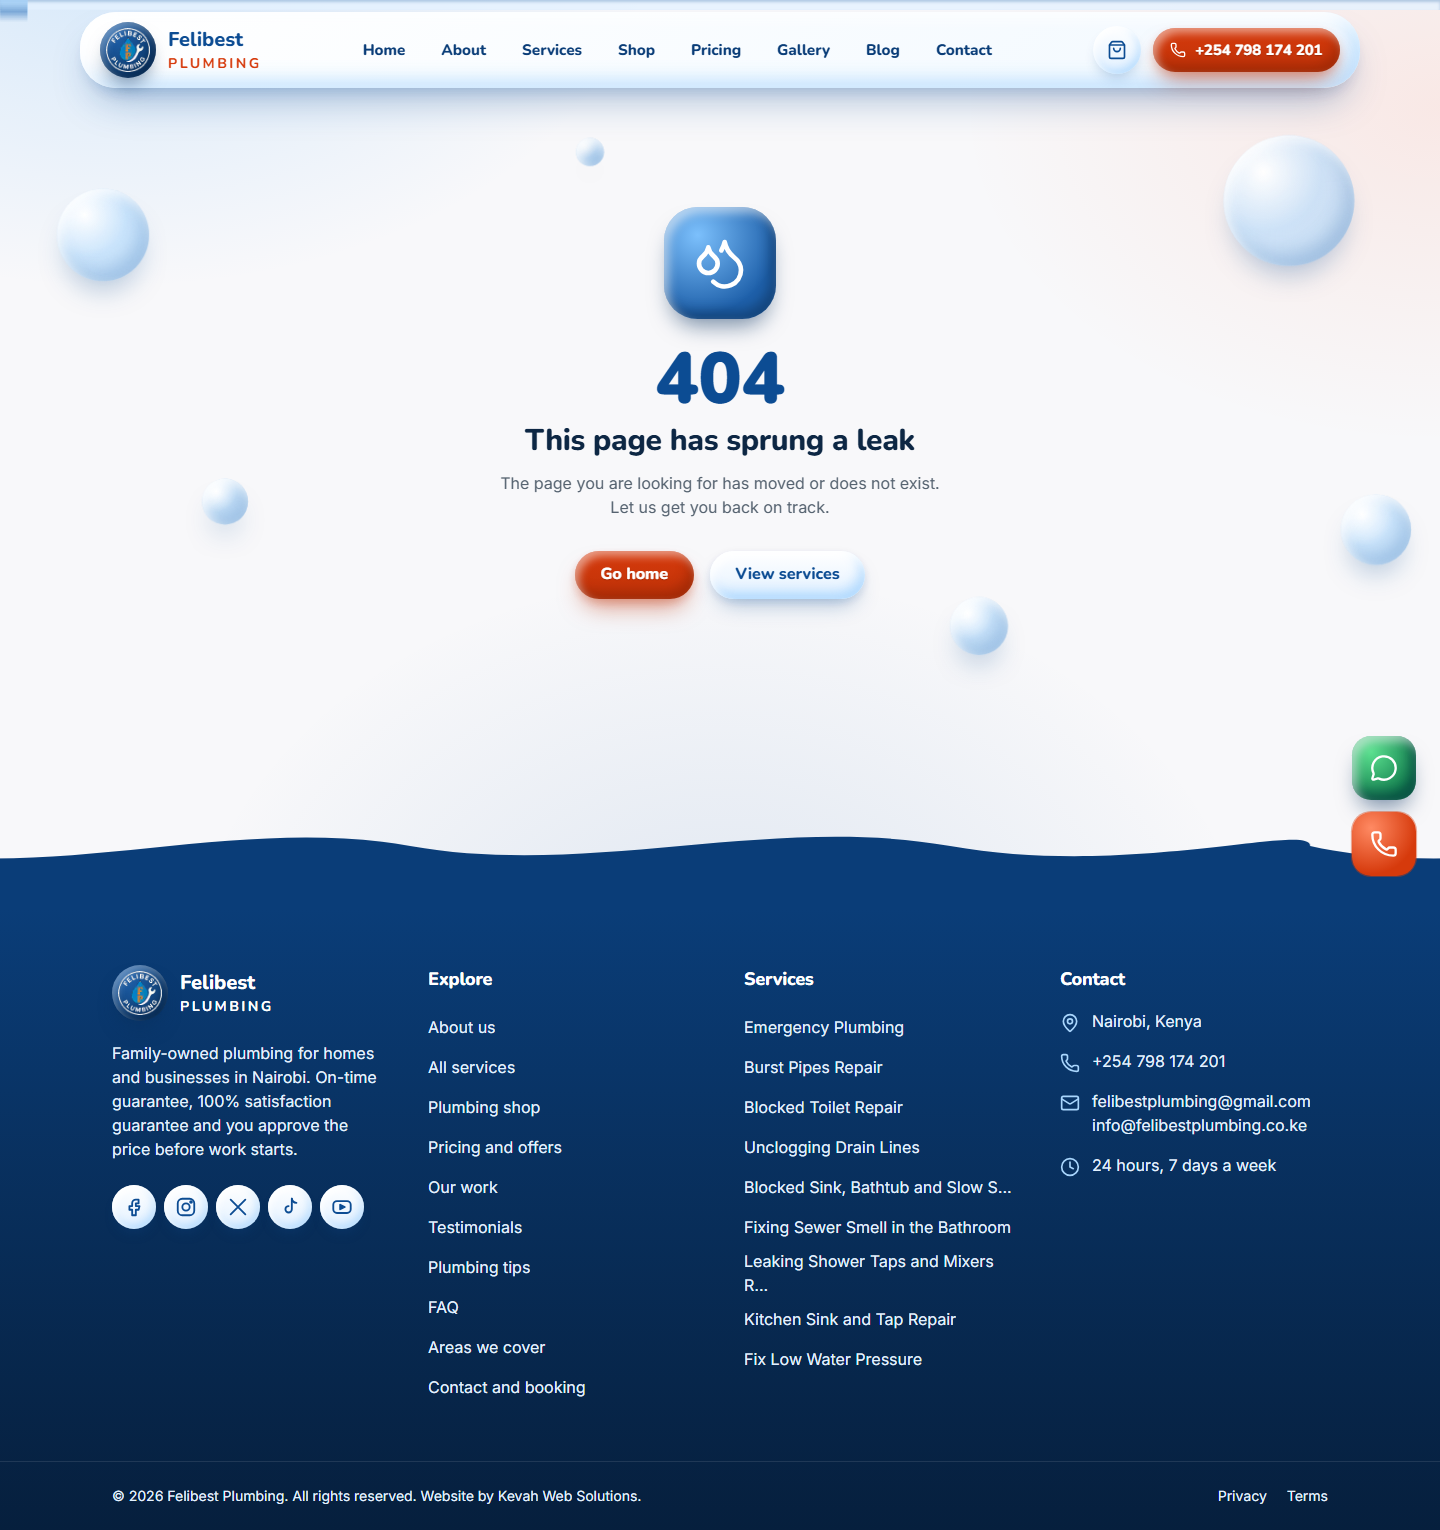 FELIBEST
PLUMBING
Felibest
PLUMBING
Home
About
Services
Shop
Pricing
Gallery
Blog
Contact
+254 798 174 201
404
This page has sprung a leak
The page you are looking for has moved or does not exist.
Let us get you back on track.
Go home
View services
FELIBEST
PLUMBING
Felibest
PLUMBING
Family-owned plumbing for homes
and businesses in Nairobi. On-time
guarantee, 100% satisfaction
guarantee and you approve the
price before work starts.
Explore
About us
All services
Plumbing shop
Pricing and offers
Our work
Testimonials
Plumbing tips
FAQ
Areas we cover
Contact and booking
Services
Emergency Plumbing
Burst Pipes Repair
Blocked Toilet Repair
Unclogging Drain Lines
Blocked Sink, Bathtub and Slow S...
Fixing Sewer Smell in the Bathroom
Leaking Shower Taps and Mixers
R...
Kitchen Sink and Tap Repair
Fix Low Water Pressure
Contact
Nairobi, Kenya
+254 798 174 201
felibestplumbing@gmail.com
info@felibestplumbing.co.ke
24 hours, 7 days a week
© 2026 Felibest Plumbing. All rights reserved. Website by Kevah Web Solutions.
Privacy
Terms